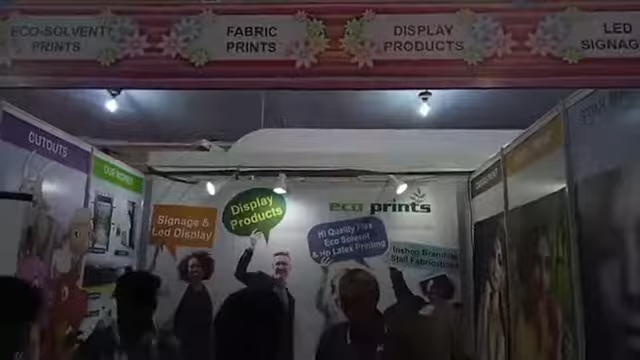 ECO-SOLVENT
PRINTS
FABRIC
PRINTS
DISPLAY
PRODUCTS
LED
SIGNAG
CUTOUTS
Signage &
Led Display
Display
Products
Hi Quality Flex
Eco Solvent
& Hp Latex Printing
eco prints
Inshop Branding
Stall Fabrications